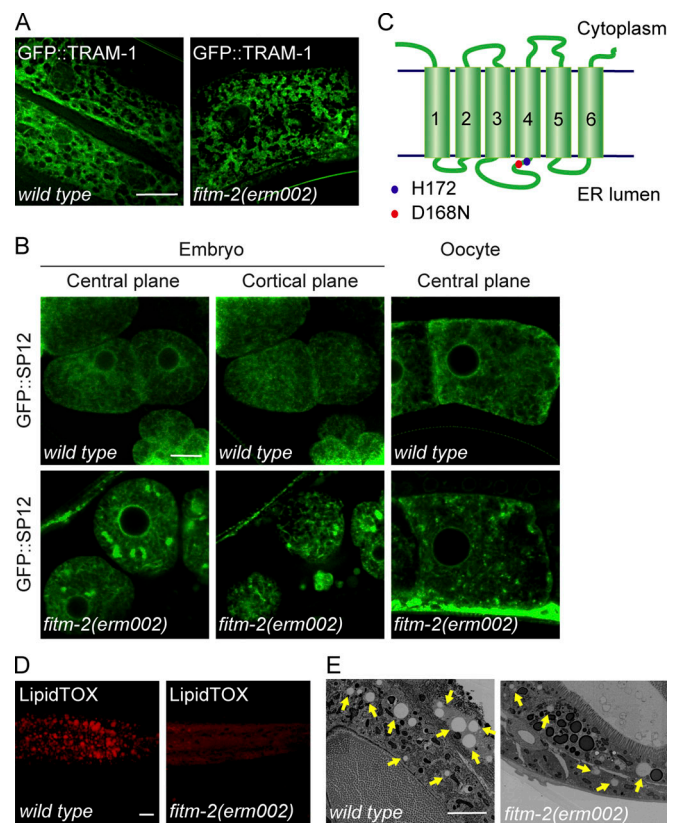 A
GFP::TRAM-1
wild type
GFP::TRAM-1
fitm-2(erm002)
C
Cytoplasm
1 2 3 4 5 6
H172
D168N
ER lumen
B
Embryo
Oocyte
Central plane
Cortical plane
Central plane
GFP::SP12
wild type
wild type
wild type
GFP::SP12
fitm-2(erm002)
fitm-2(erm002)
fitm-2(erm002)
D
LipidTOX
wild type
LipidTOX
fitm-2(erm002)
E
wild type
fitm-2(erm002)